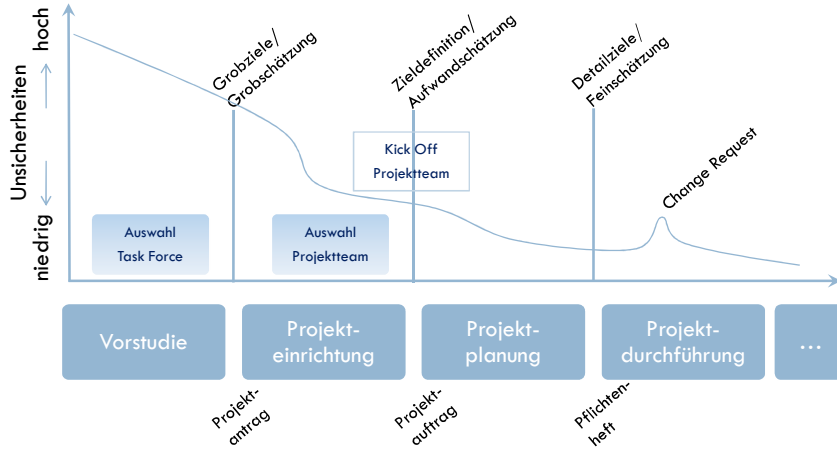 hoch
Unsicherheiten
niedrig
Grobziele/
Grobschätzung
Zieldefinition/
Aufwandschätzung
Detailziele/
Feinschätzung
Change Request
Kick Off
Projektteam
Auswahl
Task Force
Auswahl
Projektteam
Vorstudie
Projekt-
einrichtung
Projekt-
planung
Projekt-
durchführung
...
Projekt-
antrag
Projekt-
auftrag
Pflichten-
heft